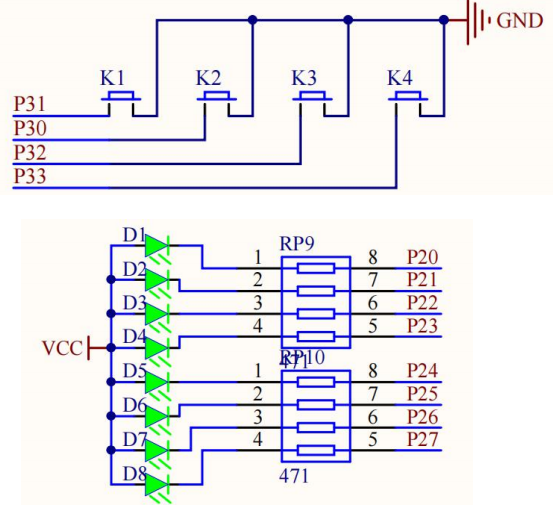 GND
K1 K2 K3 K4
P31
P30
P32
P33
D1 RP9
1 8 P20
D2 2 7 P21
D3 3 6 P22
D4 4 5 P23
VCC
471
RP10
D5 1 8 P24
D6 2 7 P25
D7 3 6 P26
4 5 P27
D8 471